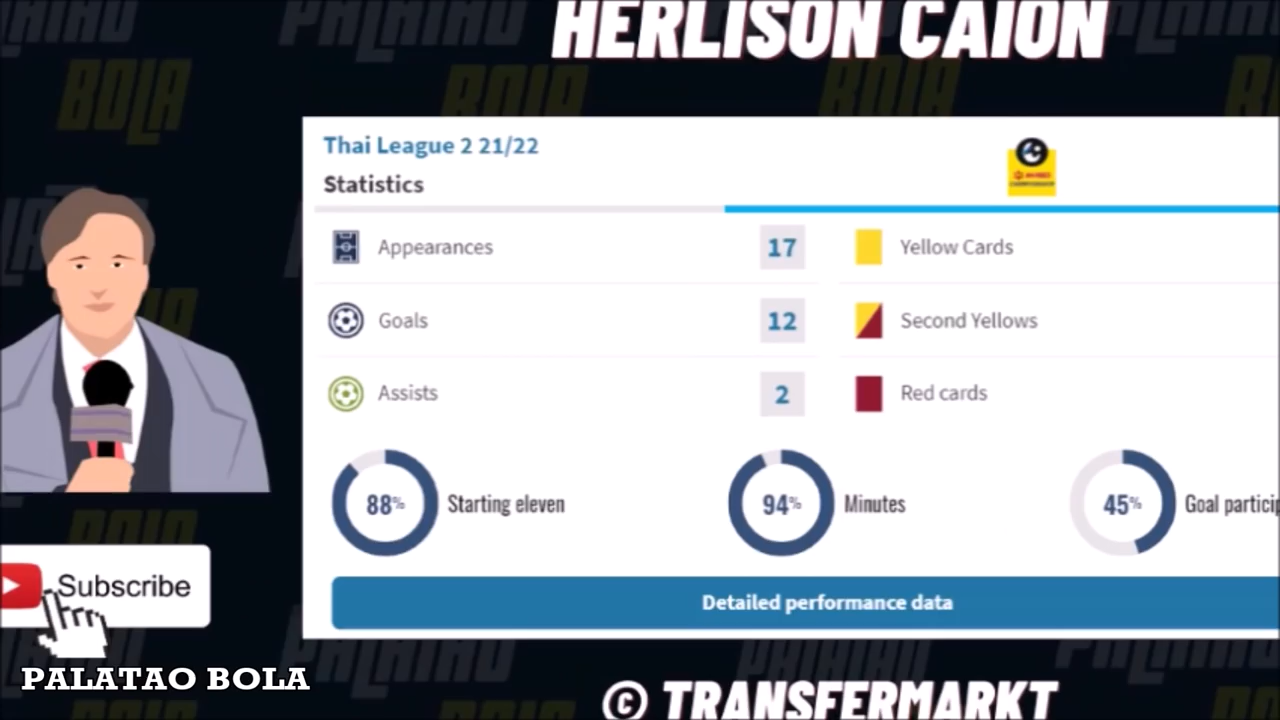 HERLISON CAION
Thai League 2 21/22
Statistics
Appearances 17 Yellow Cards
Goals 12 Second Yellows
Assists 2 Red cards
88% Starting eleven 94% Minutes 45% Goal particip
Detailed performance data
Subscribe
PALATAO BOLA
© TRANSFERMARKT